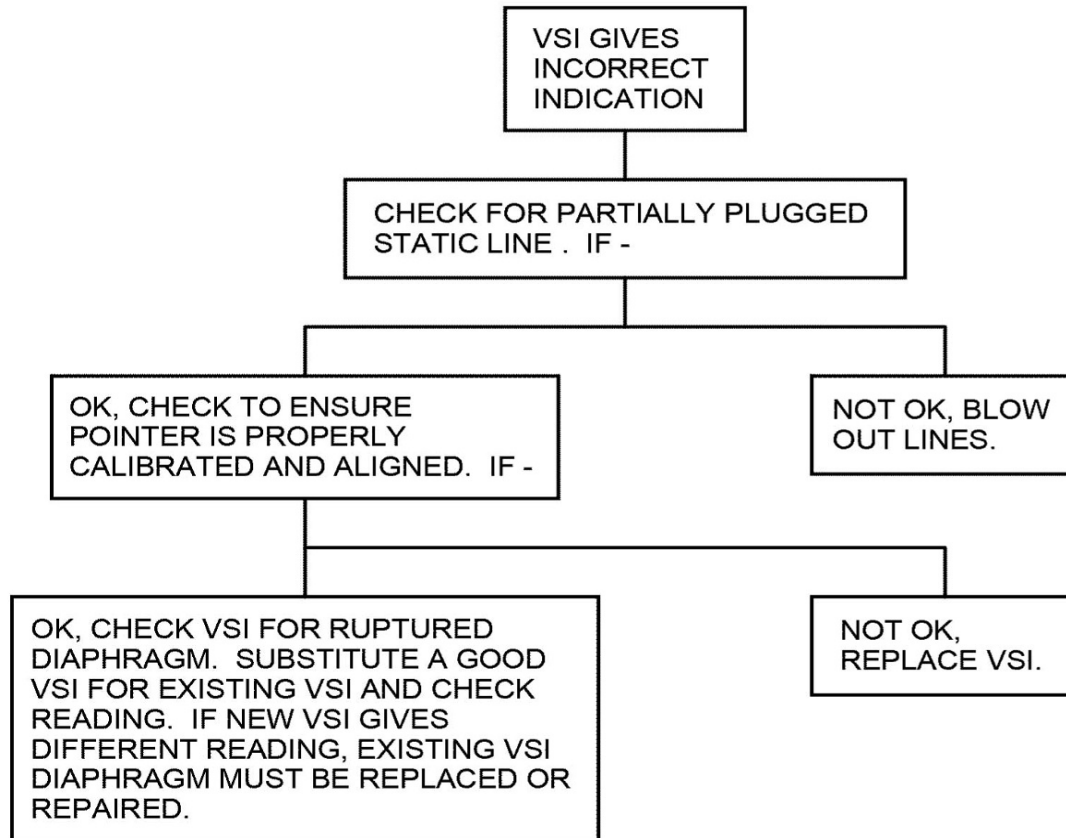 VSI GIVES
INCORRECT
INDICATION
CHECK FOR PARTIALLY PLUGGED
STATIC LINE . IF -
OK, CHECK TO ENSURE
POINTER IS PROPERLY
CALIBRATED AND ALIGNED. IF -
NOT OK, BLOW
OUT LINES.
OK, CHECK VSI FOR RUPTURED
DIAPHRAGM. SUBSTITUTE A GOOD
VSI FOR EXISTING VSI AND CHECK
READING. IF NEW VSI GIVES
DIFFERENT READING, EXISTING VSI
DIAPHRAGM MUST BE REPLACED OR
REPAIRED.
NOT OK,
REPLACE VSI.